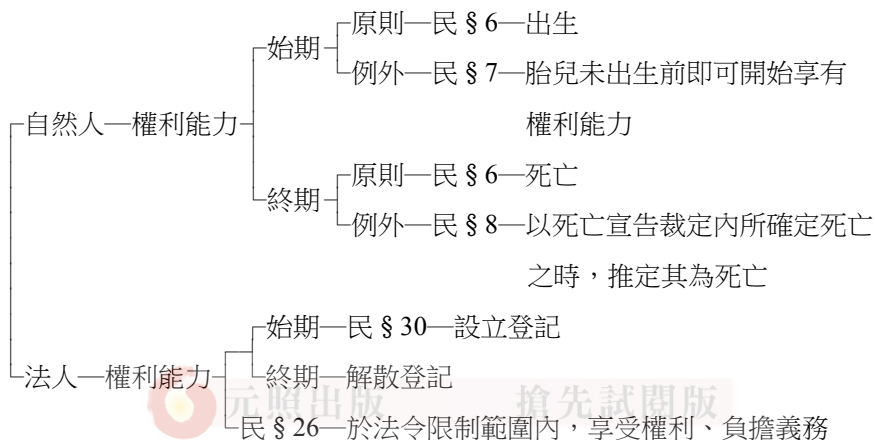 原則—民§6—出生
始期
例外—民§7—胎兒未出生前即可開始享有
自然人—權利能力
權利能力
原則—民§6—死亡
終期
例外—民§8—以死亡宣告裁定內所確定死亡
之時，推定其為死亡
始期—民§30—設立登記
法人—權利能力
終期—解散登記
元照出版 搶先試閱版
民§26—於法令限制範圍內，享受權利、負擔義務